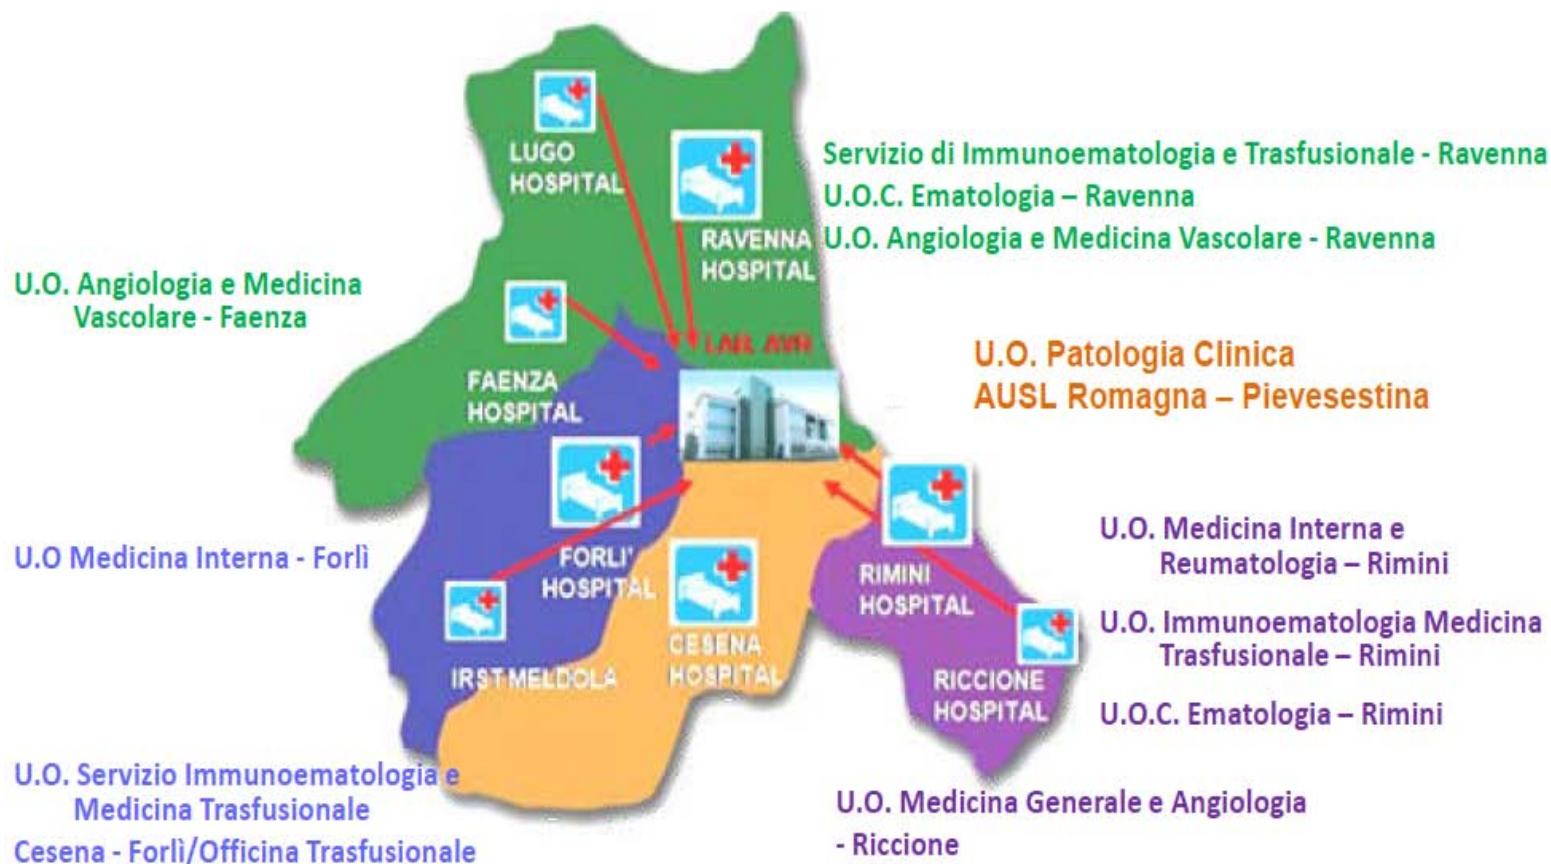 LUGO
HOSPITAL
RAVENNA
HOSPITAL
Servizio di Immunoematologia e Trasfusionale - Ravenna
U.O.C. Ematologia – Ravenna
U.O. Angiologia e Medicina Vascolare - Ravenna
U.O. Angiologia e Medicina
Vascolare - Faenza
LAB. AVR
FAENZA
HOSPITAL
U.O. Patologia Clinica
AUSL Romagna – Pievesestina
U.O Medicina Interna - Forlì
FORLI'
HOSPITAL
IRST MELDOLA
CESENA
HOSPITAL
RIMINI
HOSPITAL
RICCIONE
HOSPITAL
U.O. Medicina Interna e
Reumatologia – Rimini
U.O. Immunoematologia Medicina
Trasfusionale – Rimini
U.O.C. Ematologia – Rimini
U.O. Servizio Immunoematologia e
Medicina Trasfusionale
Cesena - Forlì/Officina Trasfusionale
U.O. Medicina Generale e Angiologia
- Riccione